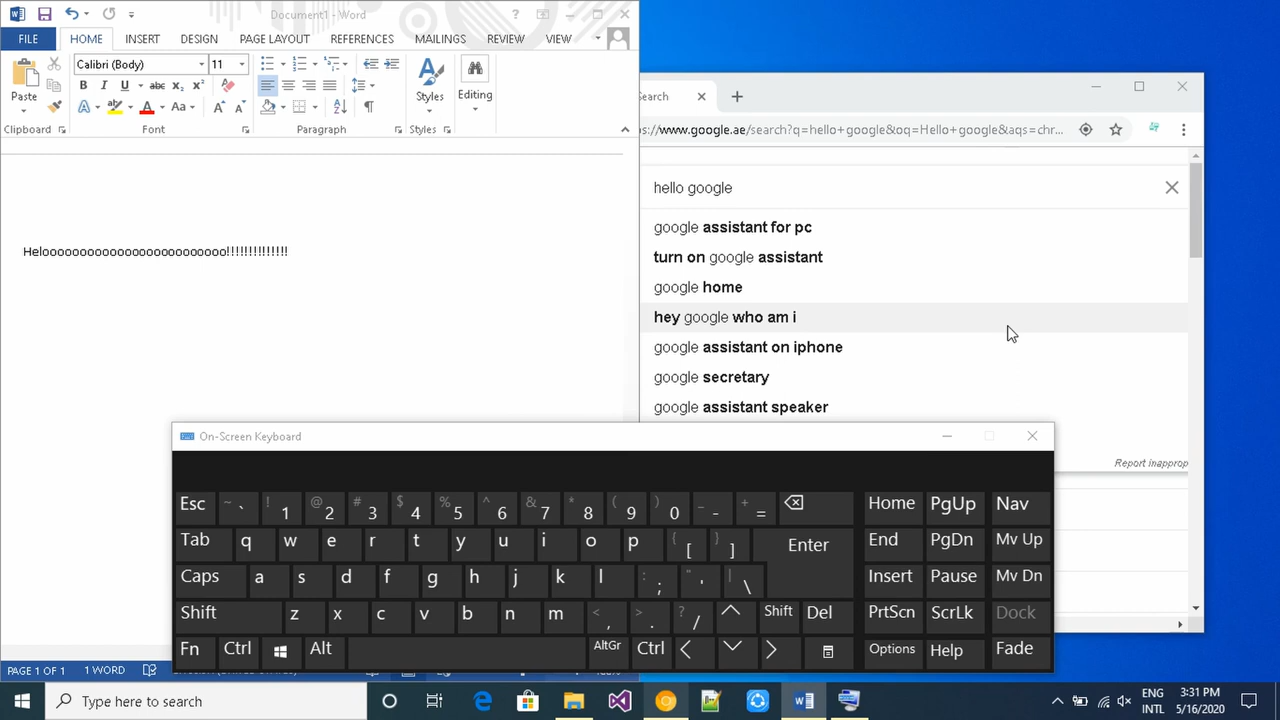 Document1 - Word
?
FILE
HOME
INSERT
DESIGN
PAGE LAYOUT
REFERENCES
MAILINGS
REVIEW
VIEW
Calibri (Body)
11
Paste
B I U abc x₂ x²
A A Aa A A
Styles
Editing
Clipboard
Font
Paragraph
Styles
Helooooooooooooooooooooooooo!!!!!!!!!!!!!!
PAGE 1 OF 1
1 WORD
Search
www.google.ae/search?q=hello+google&oq=Hello+google&aqs=chr...
hello google
google assistant for pc
turn on google assistant
google home
hey google who am i
google assistant on iphone
google secretary
google assistant speaker
Report inapprop
On-Screen Keyboard
Esc ~ ` ! 1 @ 2 # 3 $ 4 % 5 ^ 6 & 7 * 8 ( 9 ) 0 _ - + = Home PgUp Nav
Tab q w e r t y u i o p { [ } ] Enter End PgDn Mv Up
Caps a s d f g h j k l : ; " ' | \ Insert Pause Mv Dn
Shift z x c v b n m < , > . ? / Shift Del PrtScn ScrLk Dock
Fn Ctrl Alt AltGr Ctrl Options Help Fade
Type here to search
ENG
INTL
3:31 PM
5/16/2020